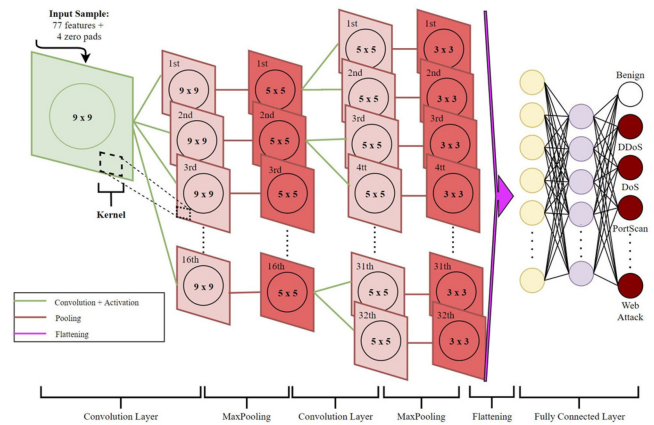 Input Sample:
77 features +
4 zero pads
9 x 9
Kernel
1st
9 x 9
2nd
9 x 9
3rd
9 x 9
16th
9 x 9
1st
5 x 5
2nd
5 x 5
3rd
5 x 5
16th
5 x 5
1st
5 x 5
2nd
5 x 5
3rd
5 x 5
4tt
5 x 5
31th
5 x 5
32th
5 x 5
1st
3 x 3
2nd
3 x 3
3rd
3 x 3
4tt
3 x 3
31th
3 x 3
32th
3 x 3
Benign
DDoS
DoS
PortScan
Web
Attack
Convolution + Activation
Pooling
Flattening
Convolution Layer
MaxPooling
Convolution Layer
MaxPooling
Flattening
Fully Connected Layer